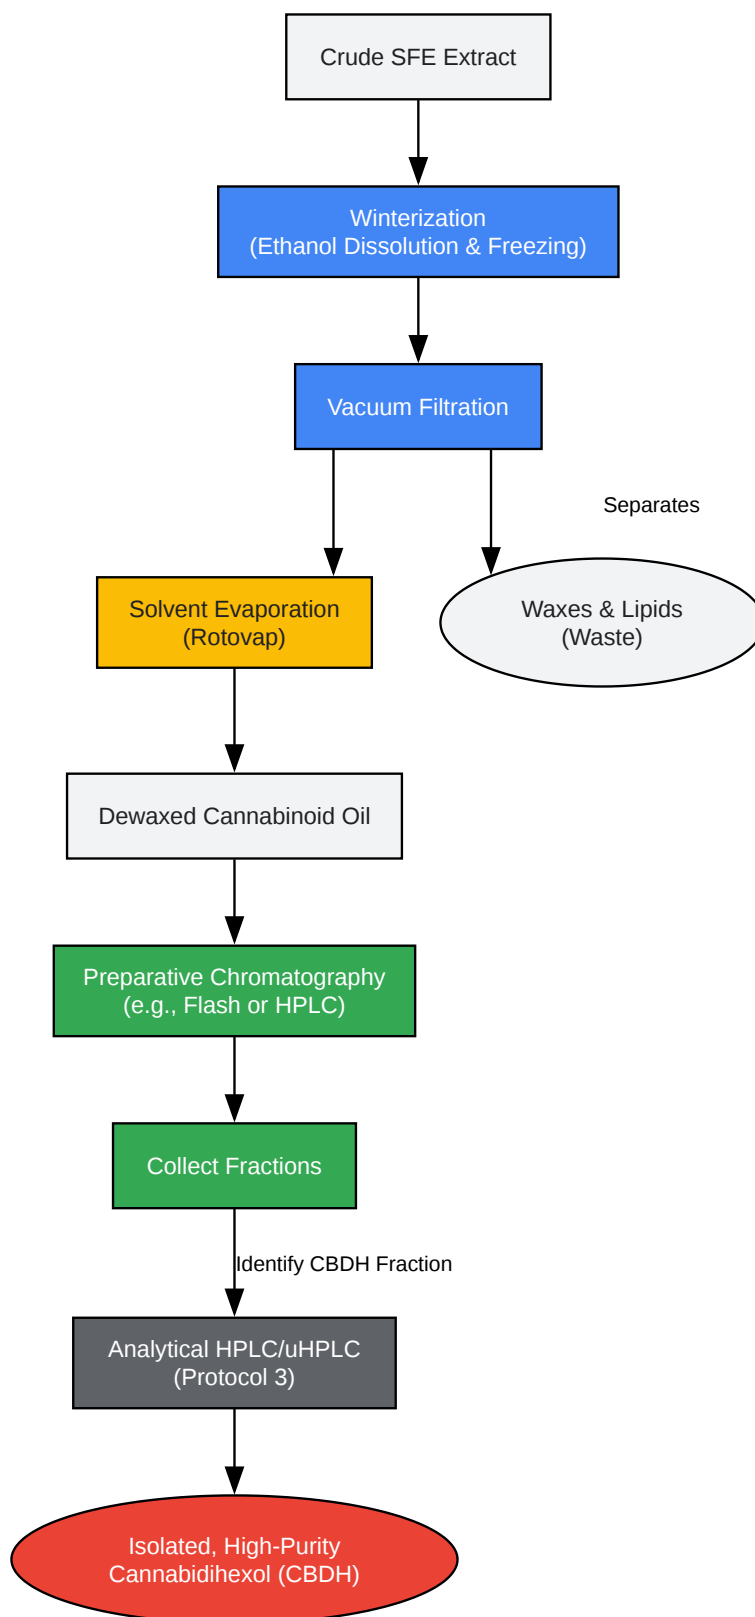 Crude SFE Extract
Winterization
(Ethanol Dissolution & Freezing)
Vacuum Filtration
Separates
Solvent Evaporation
(Rotovap)
Waxes & Lipids
(Waste)
Dewaxed Cannabinoid Oil
Preparative Chromatography
(e.g., Flash or HPLC)
Collect Fractions
Identify CBDH Fraction
Analytical HPLC/uHPLC
(Protocol 3)
Isolated, High-Purity
Cannabidihexol (CBDH)